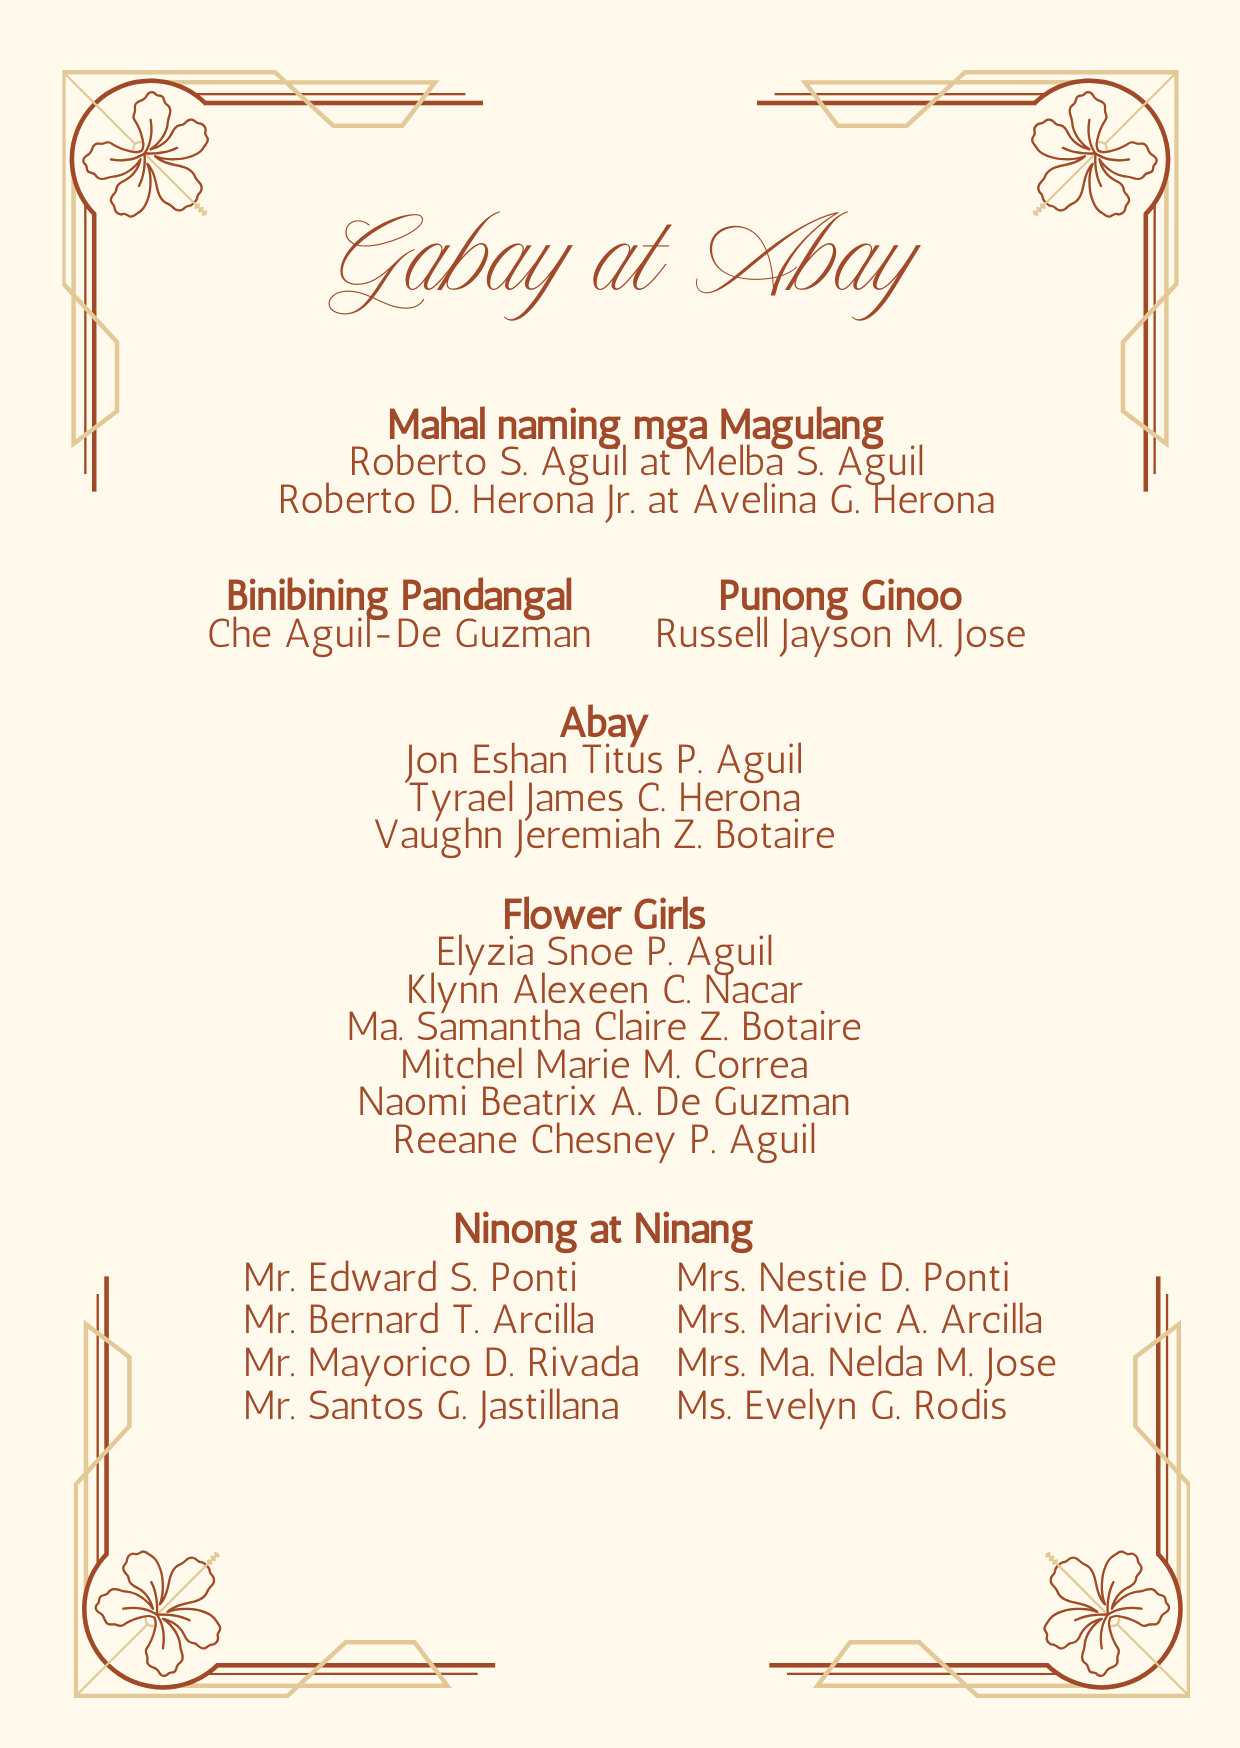 Gabay at Abay
Mahal naming mga Magulang
Roberto S. Aguil at Melba S. Aguil
Roberto D. Herona Jr. at Avelina G. Herona
Binibining Pandangal
Che Aguil-De Guzman
Punong Ginoo
Russell Jayson M. Jose
Abay
Jon Eshan Titus P. Aguil
Tyrael James C. Herona
Vaughn Jeremiah Z. Botaire
Flower Girls
Elyzia Snoe P. Aguil
Klynn Alexeen C. Nacar
Ma. Samantha Claire Z. Botaire
Mitchel Marie M. Correa
Naomi Beatrix A. De Guzman
Reeane Chesney P. Aguil
Ninong at Ninang
Mr. Edward S. Ponti
Mr. Bernard T. Arcilla
Mr. Mayorico D. Rivada
Mr. Santos G. Jastillana
Mrs. Nestie D. Ponti
Mrs. Marivic A. Arcilla
Mrs. Ma. Nelda M. Jose
Ms. Evelyn G. Rodis